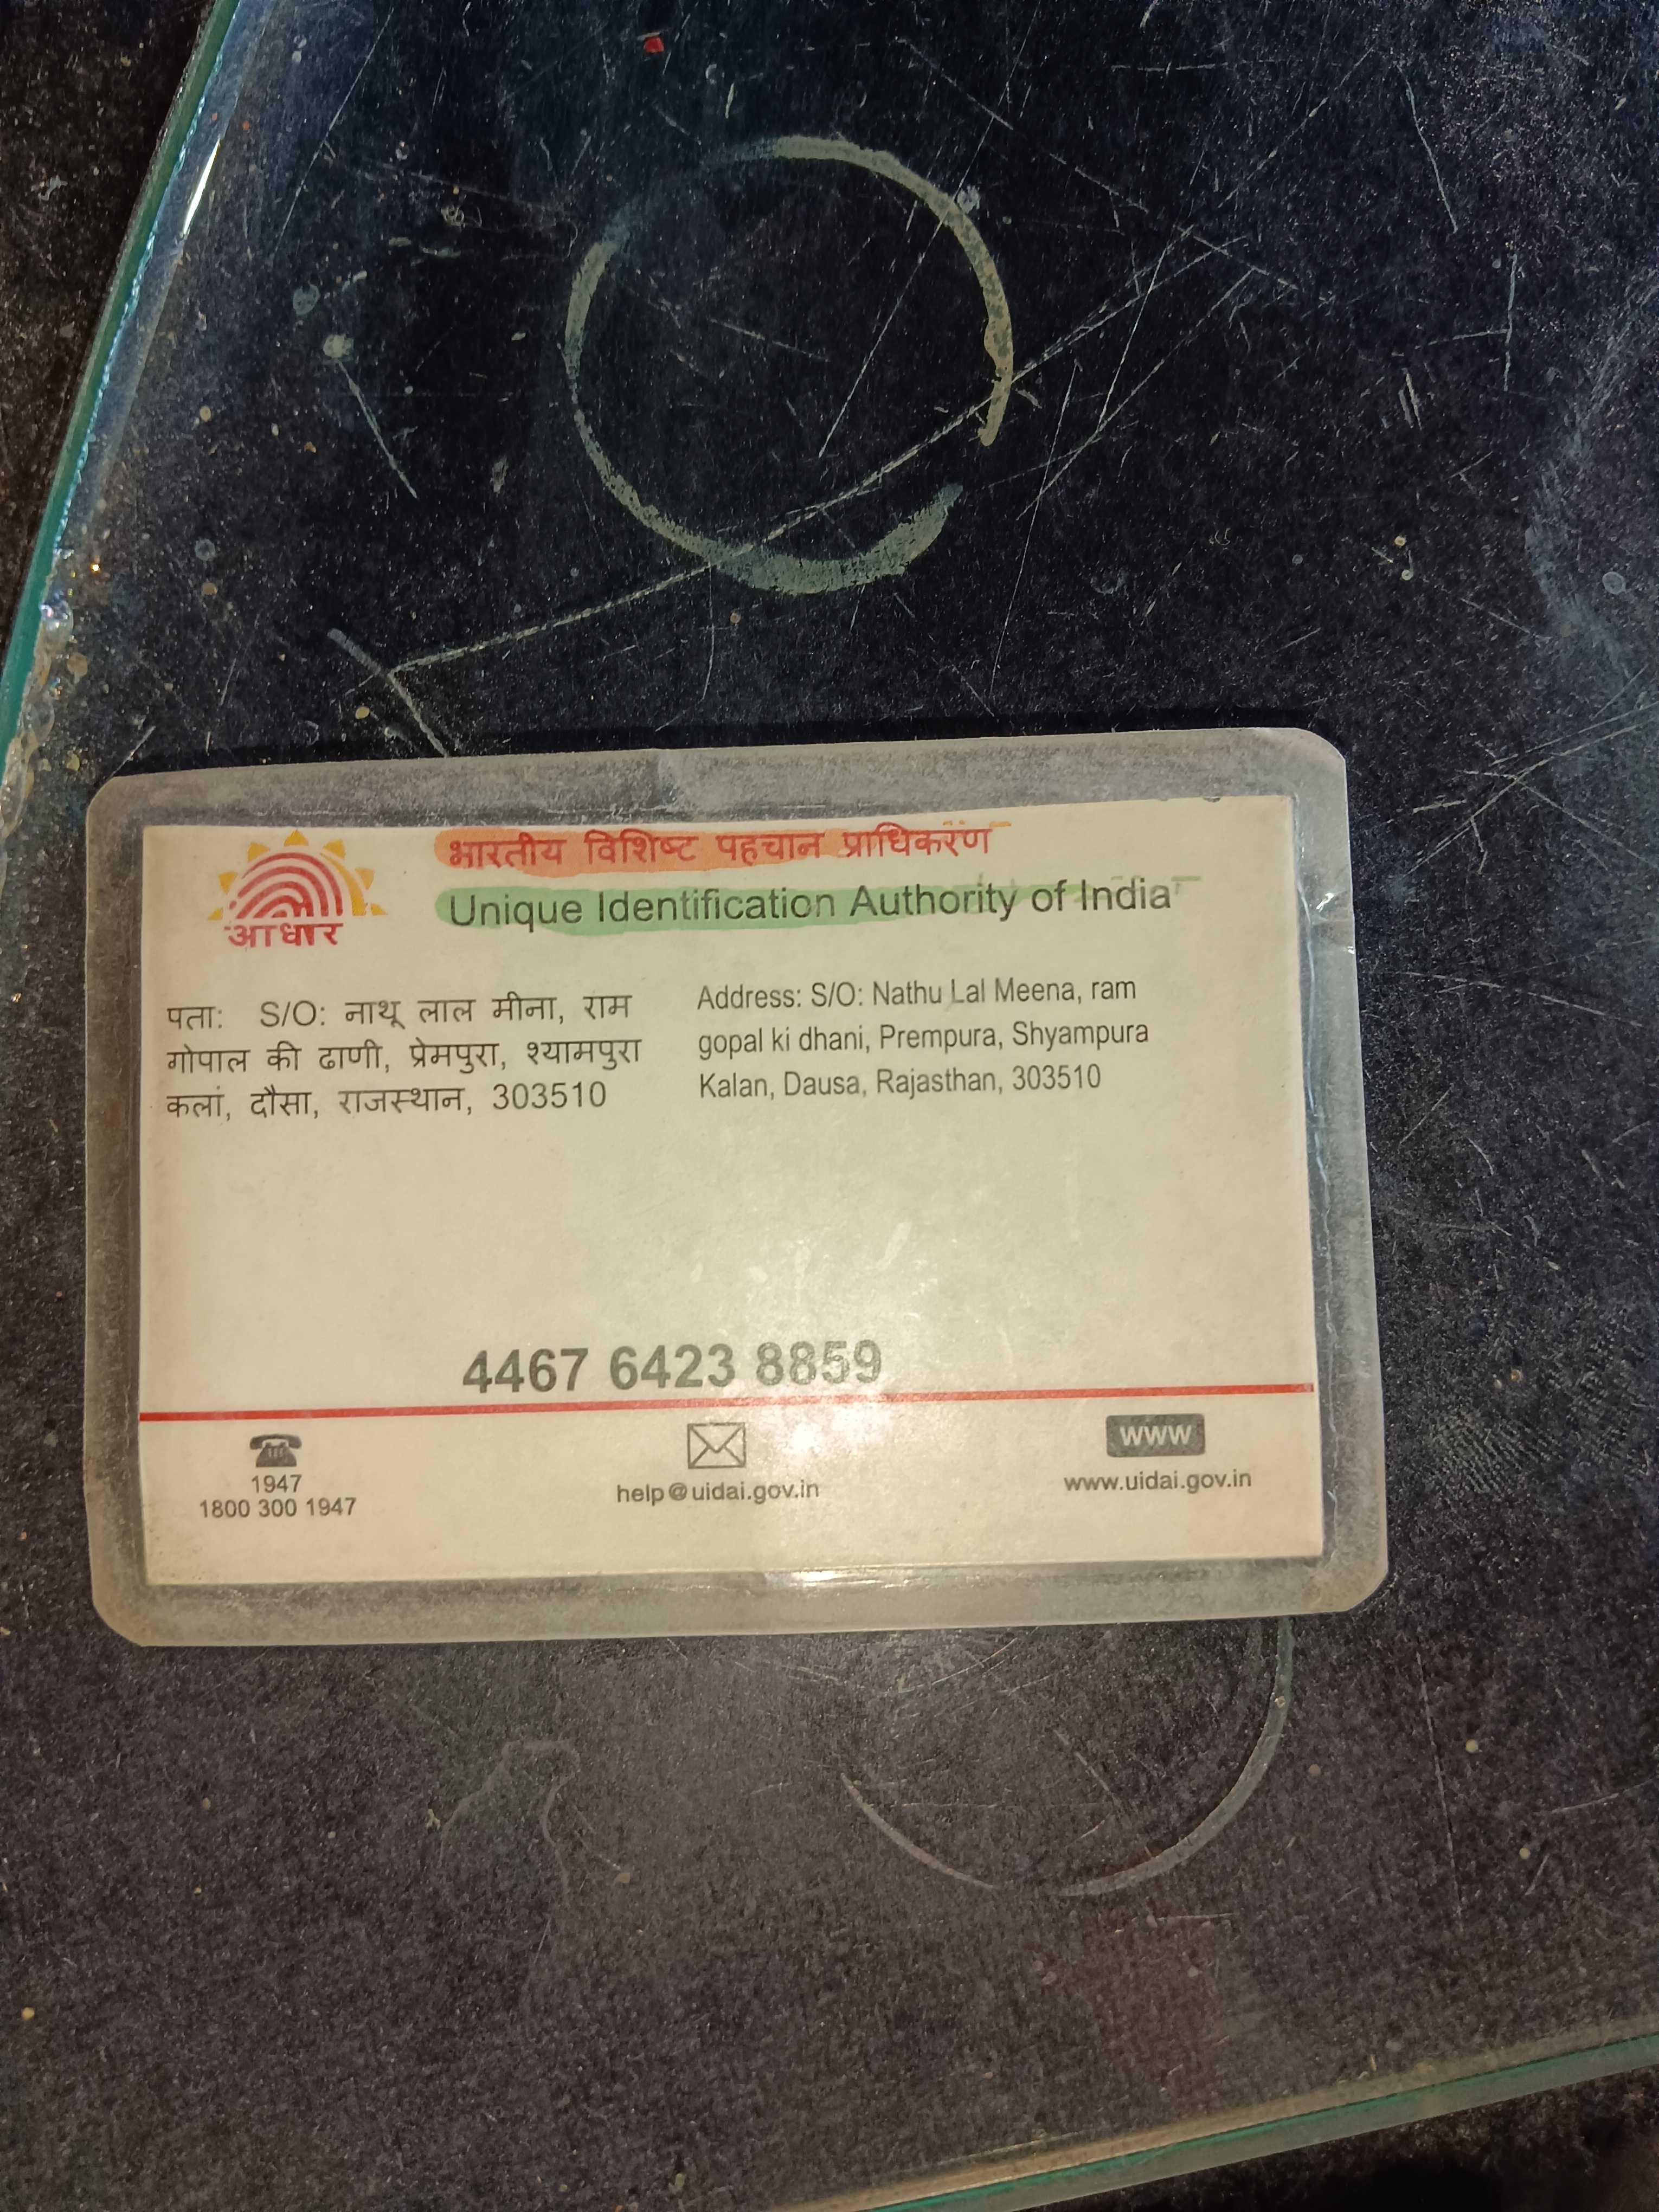 भारतीय विशिष्ट पहचान प्राधिकरण
Unique Identification Authority of India
आधार
पता: S/O: नाथू लाल मीना, राम
गोपाल की ढाणी, प्रेमपुरा, श्यामपुरा
कलां, दौसा, राजस्थान, 303510
Address: S/O: Nathu Lal Meena, ram
gopal ki dhani, Prempura, Shyampura
Kalan, Dausa, Rajasthan, 303510
4467 6423 8859
1947
1800 300 1947
help@uidai.gov.in
www
www.uidai.gov.in